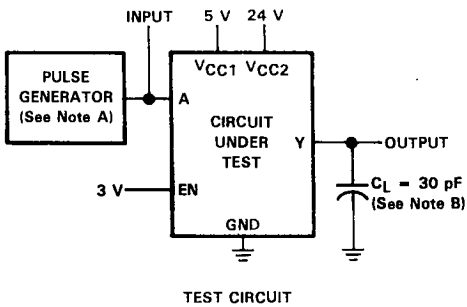 INPUT
5 V 24 V
VCC1 VCC2
PULSE
GENERATOR
(See Note A)
A
CIRCUIT
UNDER
TEST
Y
OUTPUT
CL = 30 pF
(See Note B)
3 V
EN
GND
TEST CIRCUIT